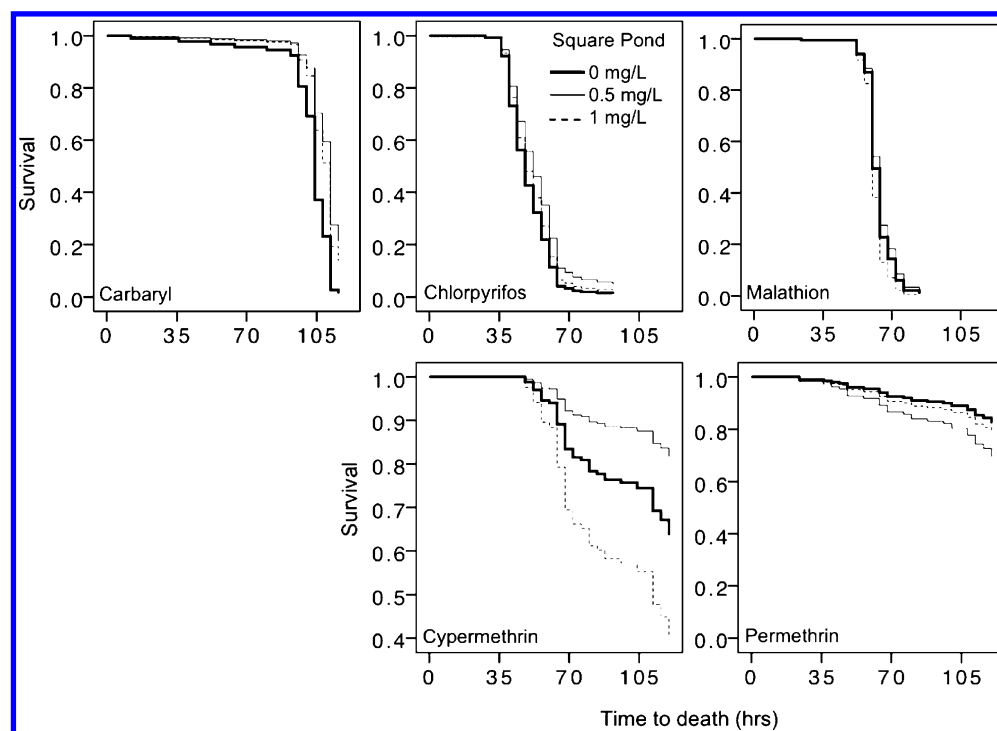 Square Pond
0 mg/L
0.5 mg/L
1 mg/L
Survival
1.0
0.8
0.6
0.4
0.2
0.0
Carbaryl
0 35 70 105
1.0
0.8
0.6
0.4
0.2
0.0
Chlorpyrifos
0 35 70 105
1.0
0.8
0.6
0.4
0.2
0.0
Malathion
0 35 70 105
Survival
1.0
0.9
0.8
0.7
0.6
0.5
0.4
Cypermethrin
0 35 70 105
1.0
0.8
0.6
0.4
0.2
0.0
Permethrin
0 35 70 105
Time to death (hrs)